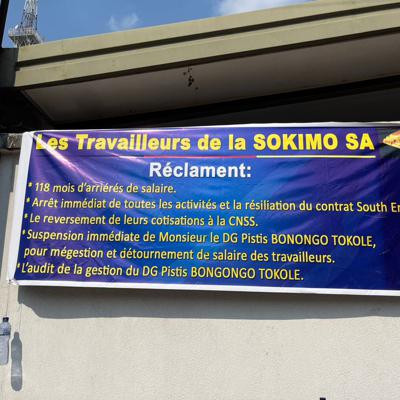 Les Travailleurs de la SOKIMO SA
Réclament:
* 118 mois d'arriérés de salaire.
* Arrêt immédiat de toutes les activités et la résiliation du contrat South
* Le reversement de leurs cotisations à la CNSS.
* Suspension immédiate de Monsieur le DG Pistis BONONGO TOKOLE,
pour mégestion et détournement de salaire des travailleurs.
* L'audit de la gestion du DG Pistis BONGONGO TOKOLE.